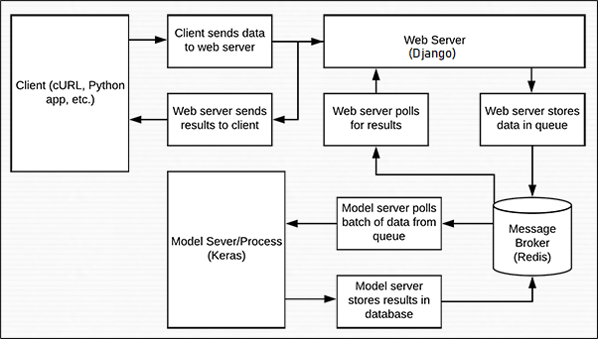 Client sends data
to web server
Web Server
(Django)
Client (cURL, Python
app, etc.)
Web server sends
results to client
Web server polls
for results
Web server stores
data in queue
Model Sever/Process
(Keras)
Model server polls
batch of data from
queue
Message
Broker
(Redis)
Model server
stores results in
database